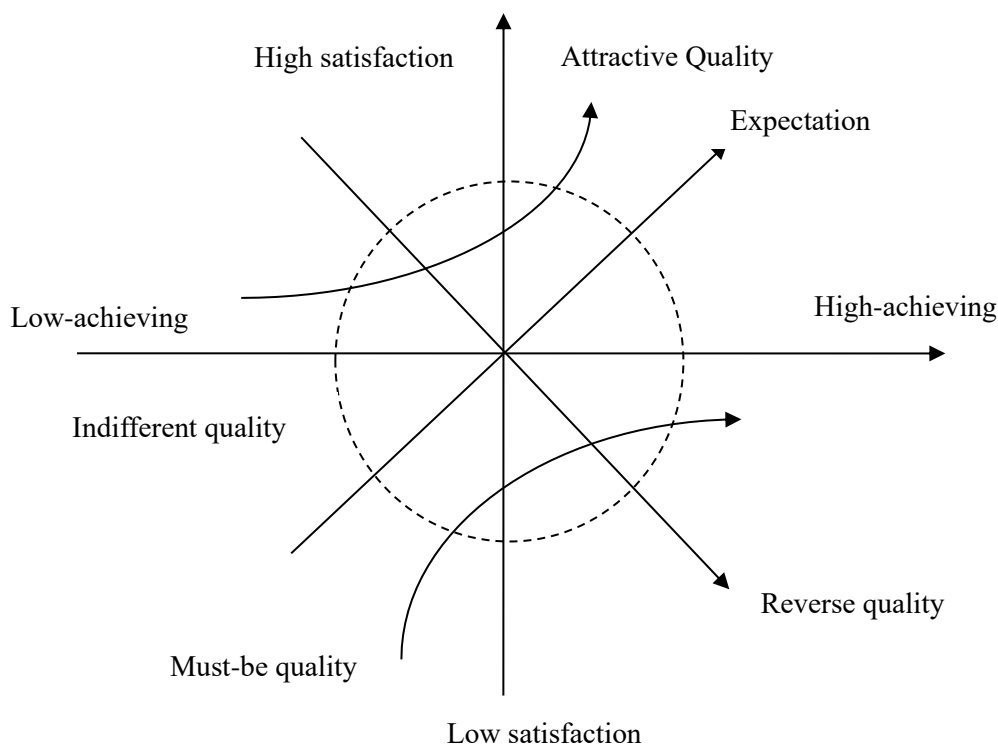 High satisfaction
Attractive Quality
Expectation
Low-achieving
High-achieving
Indifferent quality
Reverse quality
Must-be quality
Low satisfaction